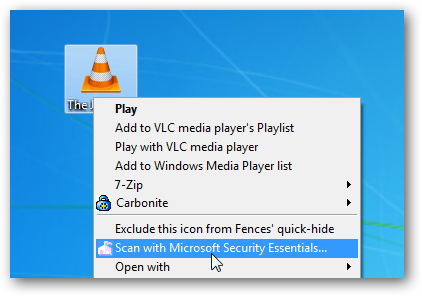 The J
Play
Add to VLC media player's Playlist
Play with VLC media player
Add to Windows Media Player list
7-Zip
Carbonite
Exclude this icon from Fences' quick-hide
Scan with Microsoft Security Essentials...
Open with